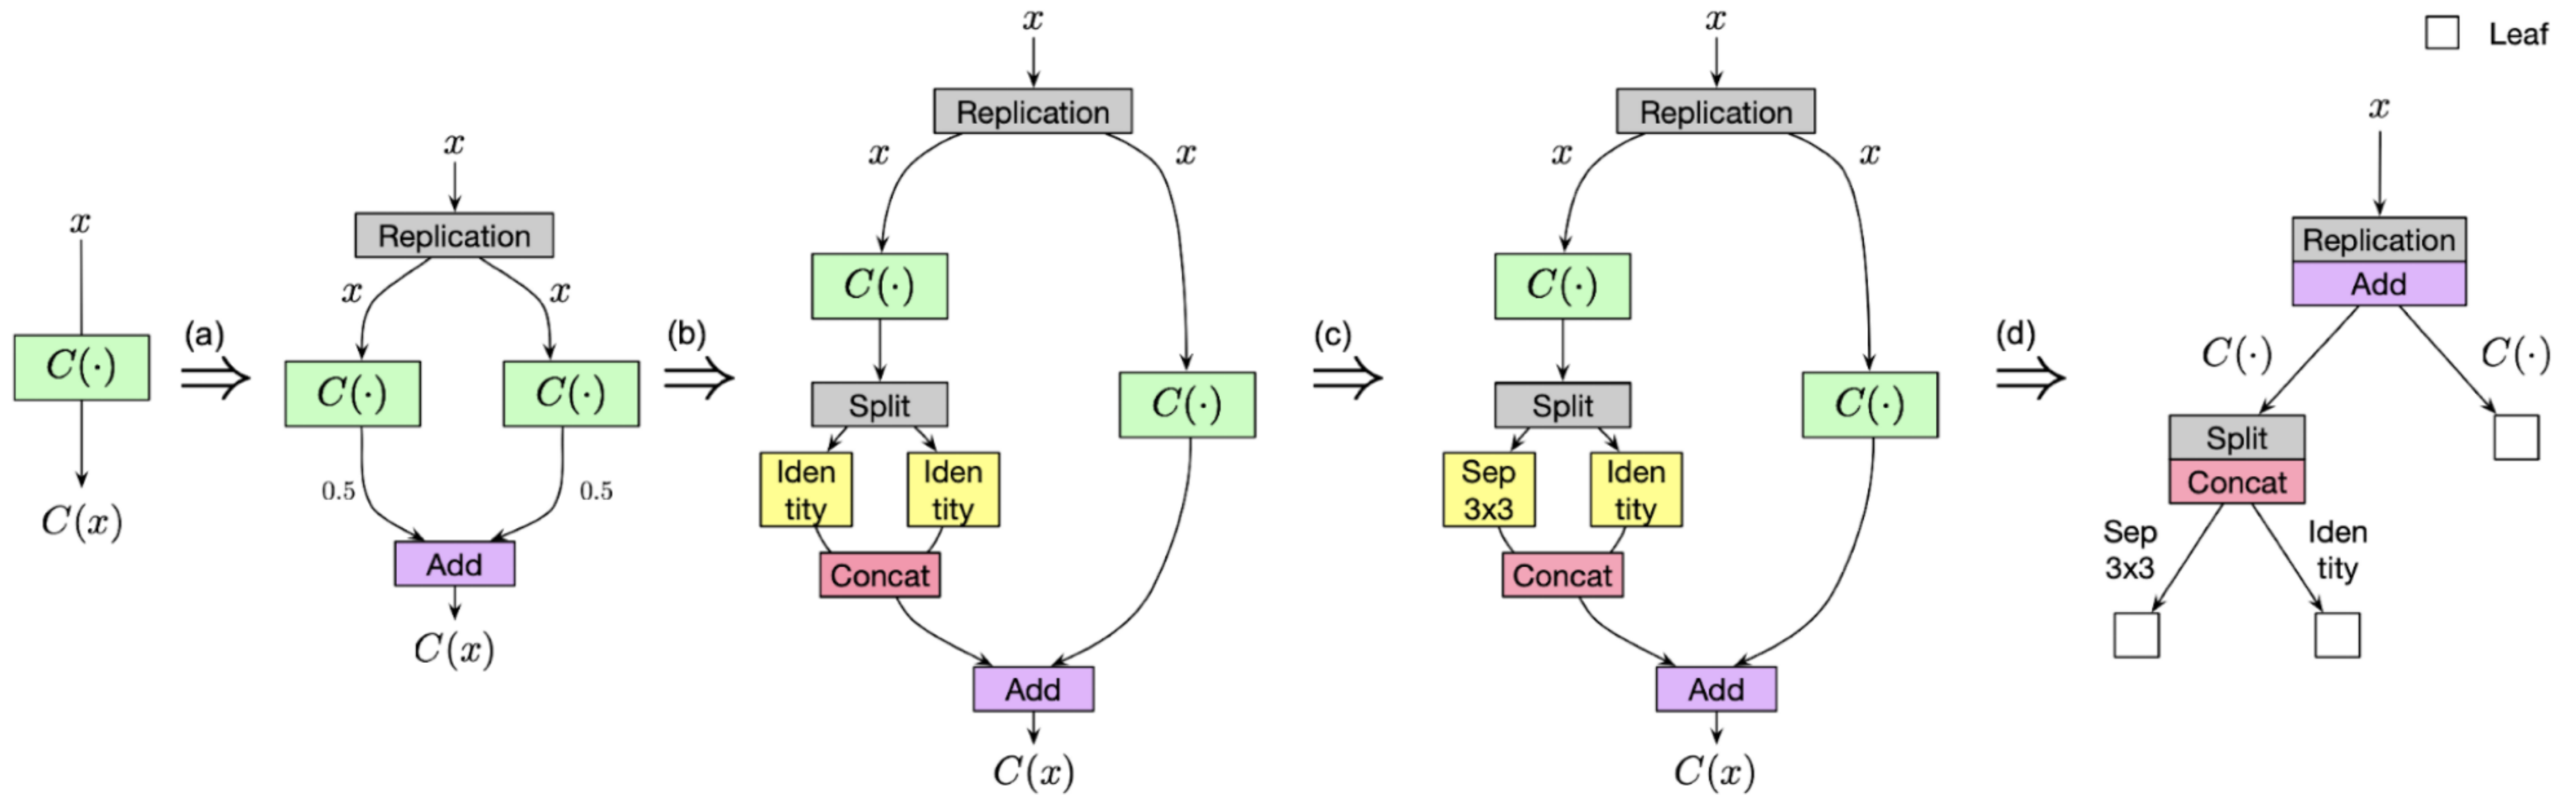 x
C(·)
C(x)
(a)
x
Replication
x
x
C(·)
C(·)
0.5
0.5
Add
C(x)
(b)
x
Replication
x
x
C(·)
Split
C(·)
Iden
tity
Iden
tity
Concat
Add
C(x)
(c)
x
Replication
x
x
C(·)
Split
C(·)
Sep
3x3
Iden
tity
Concat
Add
C(x)
(d)
Leaf
x
Replication
Add
C(·)
C(·)
Split
Concat
Sep
3x3
Iden
tity